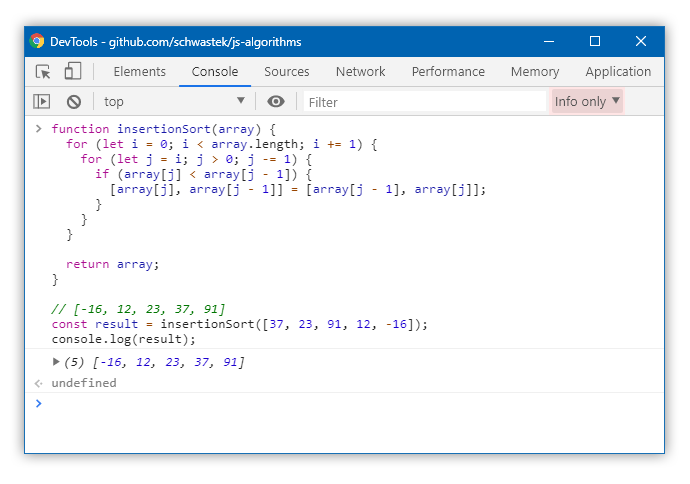 DevTools - github.com/schwastek/js-algorithms
Elements Console Sources Network Performance Memory Application
top Filter Info only
function insertionSort(array) {
  for (let i = 0; i < array.length; i += 1) {
    for (let j = i; j > 0; j -= 1) {
      if (array[j] < array[j - 1]) {
        [array[j], array[j - 1]] = [array[j - 1], array[j]];
      }
    }
  }

  return array;
}

// [-16, 12, 23, 37, 91]
const result = insertionSort([37, 23, 91, 12, -16]);
console.log(result);
(5) [-16, 12, 23, 37, 91]
undefined